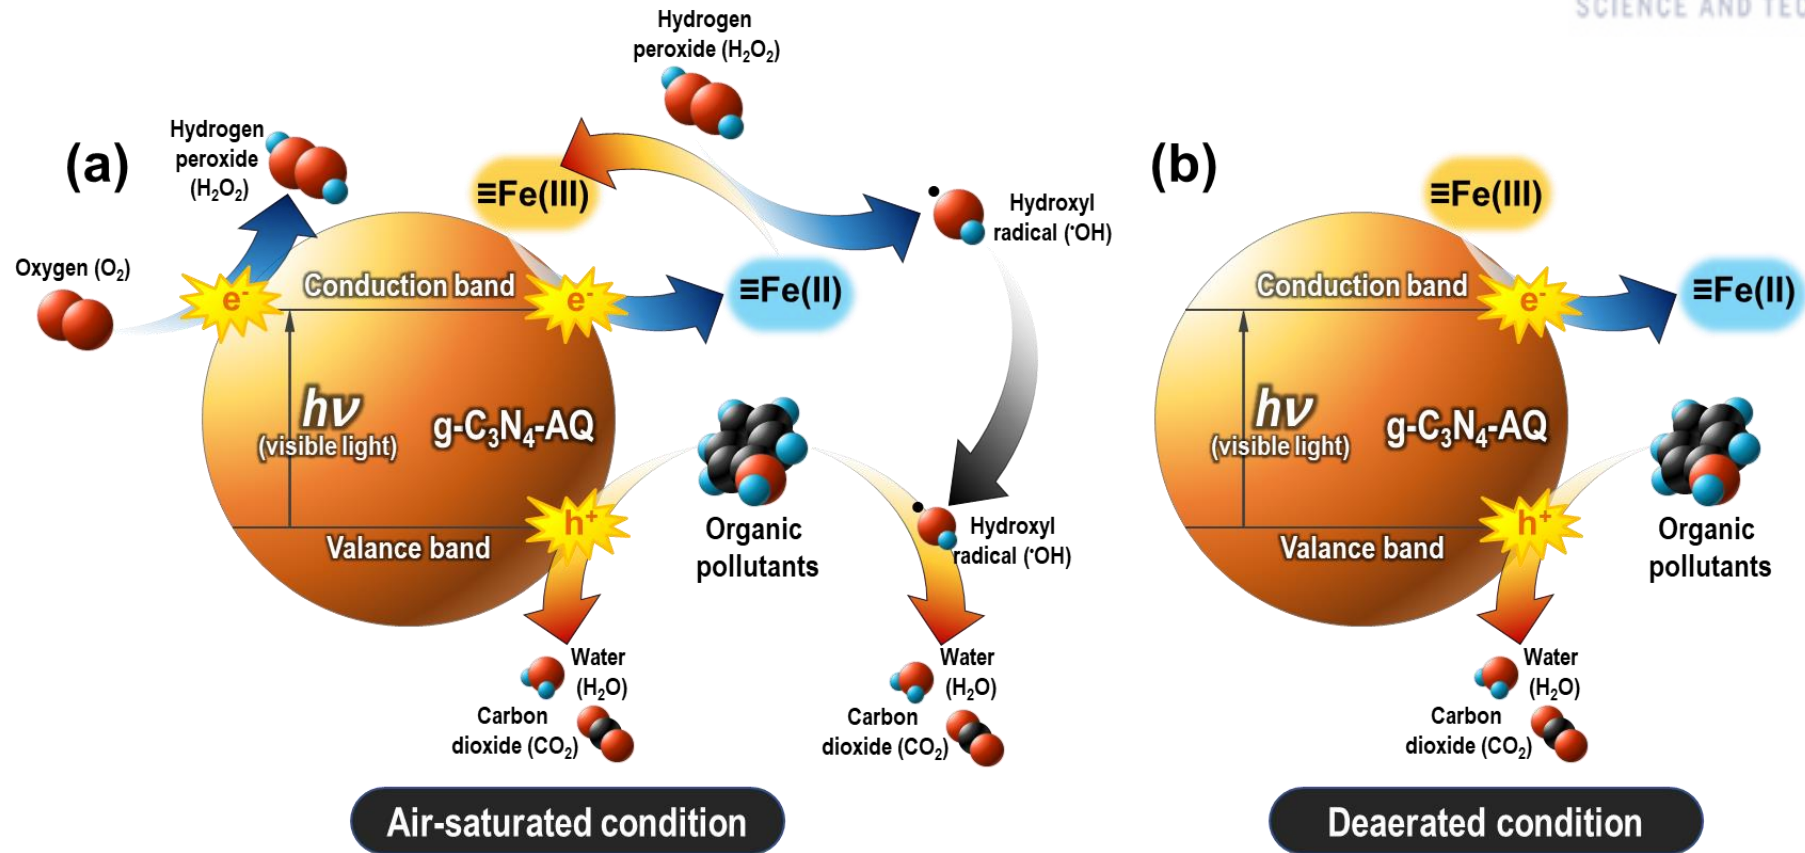 SCIENCE AND TEC
(a)
Hydrogen
peroxide (H₂O₂)
Hydrogen
peroxide
(H₂O₂)
≡Fe(III)
Hydroxyl
radical (•OH)
Oxygen (O₂)
e⁻
Conduction band
e⁻
≡Fe(II)
hν
(visible light)
g-C₃N₄-AQ
h⁺
Valance band
Organic
pollutants
Hydroxyl
radical (•OH)
Water
(H₂O)
Carbon
dioxide (CO₂)
Water
(H₂O)
Carbon
dioxide (CO₂)
Air-saturated condition
(b)
≡Fe(III)
Conduction band
e⁻
≡Fe(II)
hν
(visible light)
g-C₃N₄-AQ
h⁺
Valance band
Organic
pollutants
Water
(H₂O)
Carbon
dioxide (CO₂)
Deaerated condition